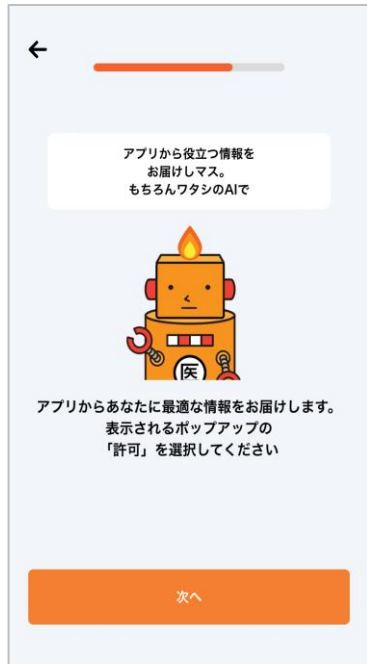 アプリから役立つ情報を
お届けしマス。
もちろんワタシのAIで
医
アプリからあなたに最適な情報をお届けします。
表示されるポップアップの
「許可」を選択してください
次へ